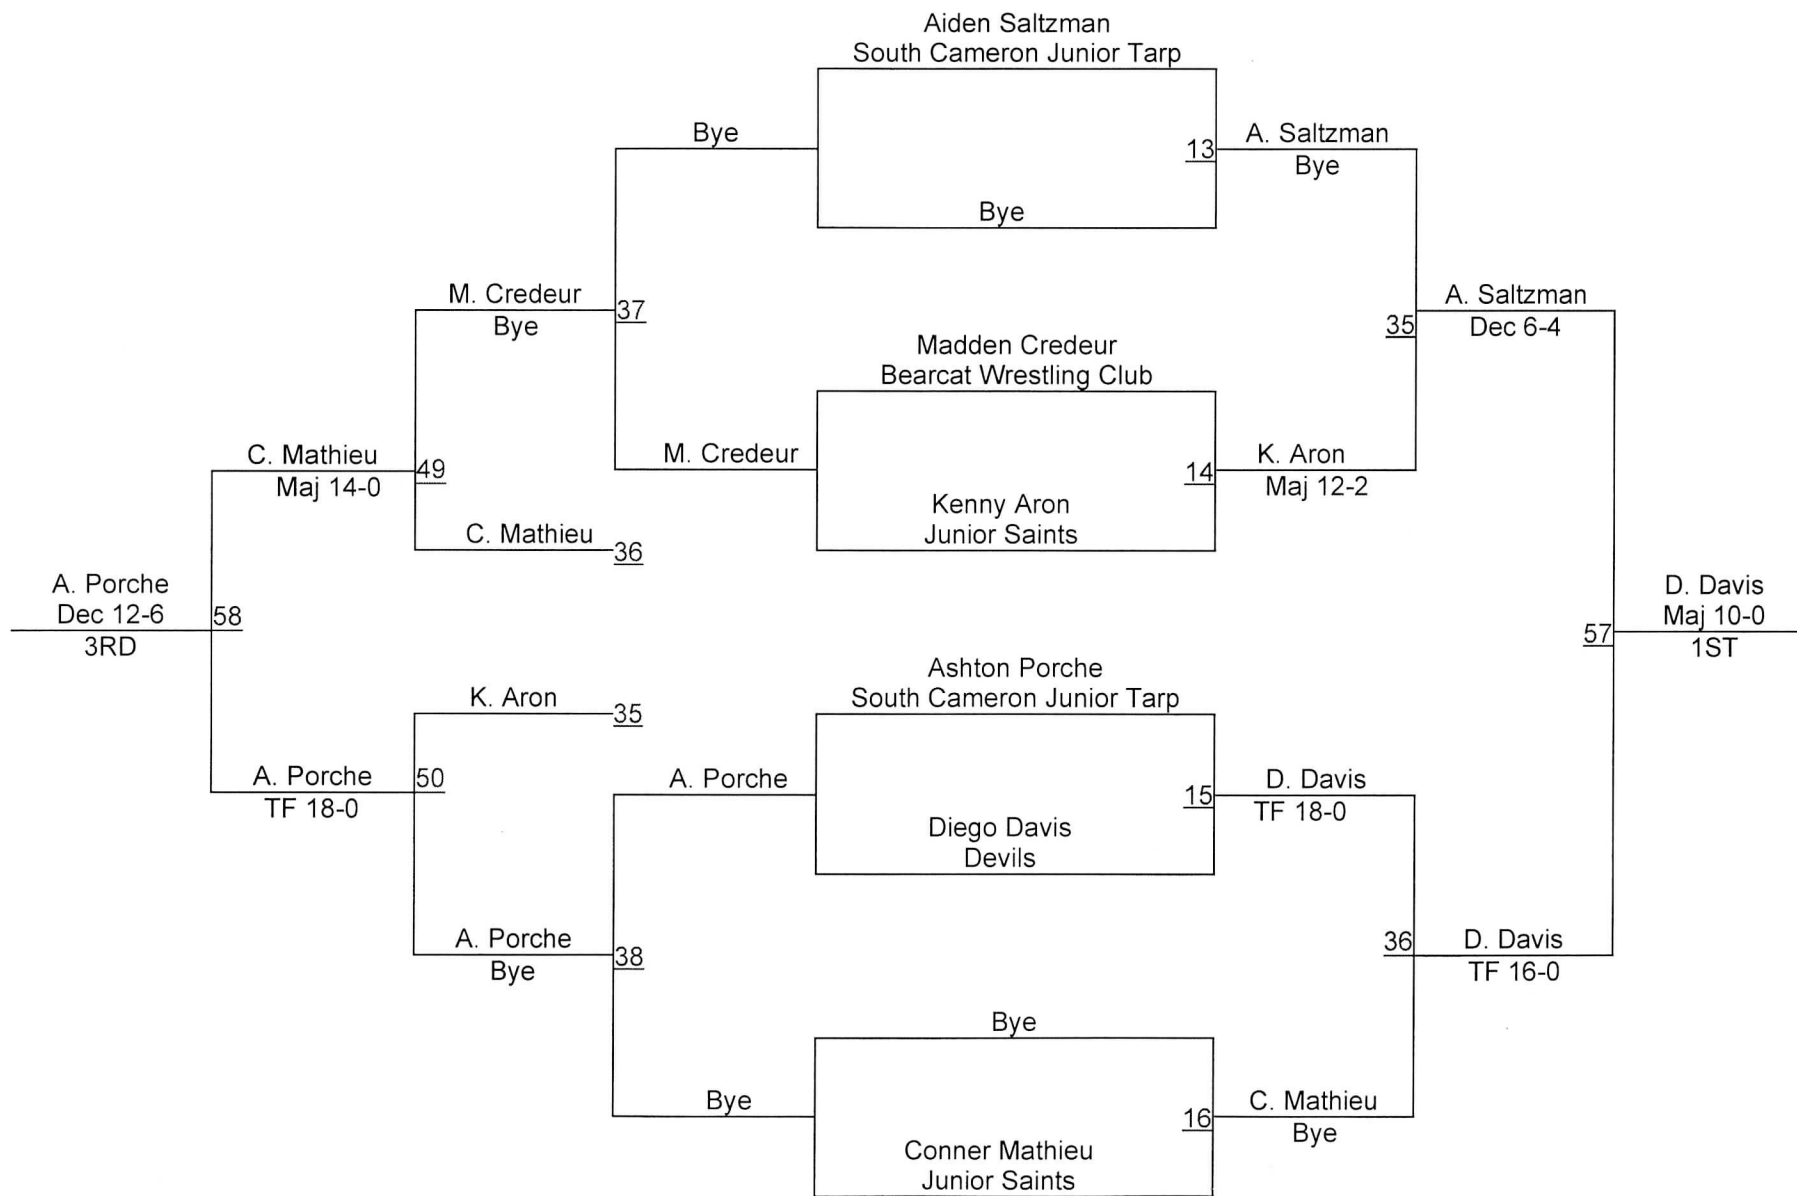 Aiden Saltzman
South Cameron Junior Tarp
Bye
13
A. Saltzman
Bye
Bye
M. Credeur
Bye
37
A. Saltzman
Dec 6-4
35
Madden Credeur
Bearcat Wrestling Club
C. Mathieu
Maj 14-0
49
M. Credeur
14
K. Aron
Maj 12-2
Kenny Aron
Junior Saints
C. Mathieu
36
A. Porche
Dec 12-6
3RD
58
57
D. Davis
Maj 10-0
1ST
Ashton Porche
South Cameron Junior Tarp
K. Aron
35
A. Porche
TF 18-0
50
A. Porche
15
D. Davis
TF 18-0
Diego Davis
Devils
A. Porche
Bye
38
36
D. Davis
TF 16-0
Bye
Bye
16
C. Mathieu
Bye
Conner Mathieu
Junior Saints